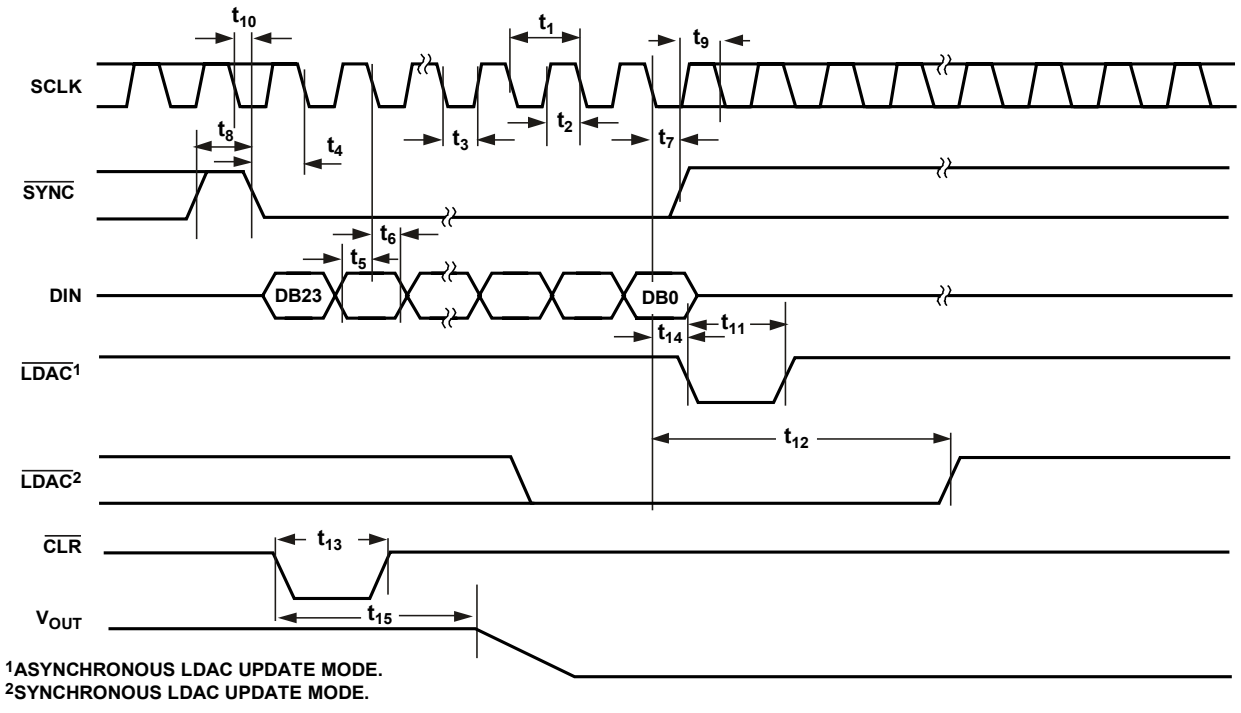 t10
t1
t9
SCLK
t8
t4
t3
t2
t7
SYNC
t6
t5
DIN
DB23
DB0
t14
t11
LDAC1
t12
LDAC2
CLR
t13
t15
VOUT
1ASYNCHRONOUS LDAC UPDATE MODE.
2SYNCHRONOUS LDAC UPDATE MODE.